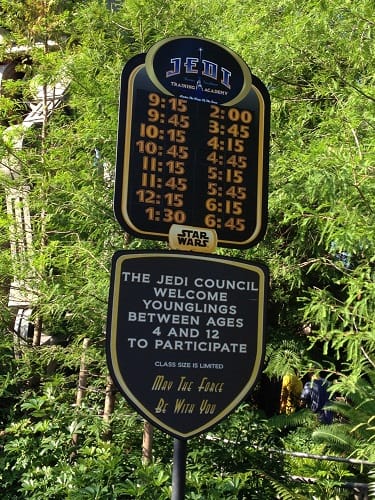 JEDI
TRAINING ACADEMY
9:15
9:45
10:15
10:45
11:15
11:45
12:15
1:30
2:00
3:45
4:15
4:45
5:15
5:45
6:15
6:45
STAR
WARS
THE JEDI COUNCIL
WELCOME
YOUNGLINGS
BETWEEN AGES
4 AND 12
TO PARTICIPATE
CLASS SIZE IS LIMITED
May The Force
Be With You